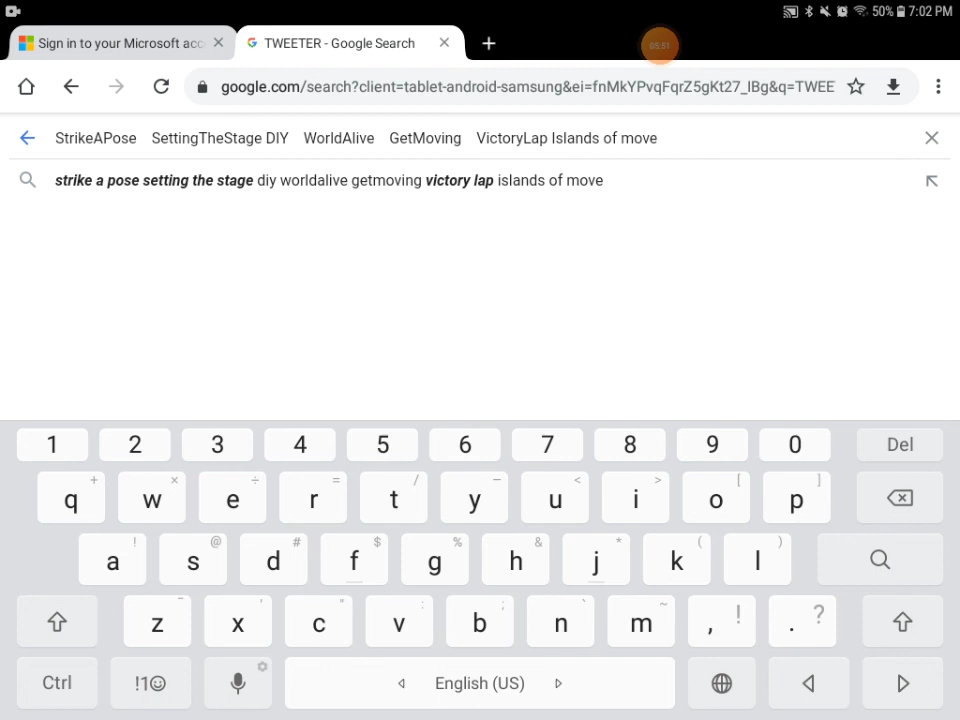 50% 7:02 PM
Sign in to your Microsoft acc
TWEETER - Google Search
05:51
google.com/search?client=tablet-android-samsung&ei=fnMkYPvqFqrZ5gKt27_IBg&q=TWEE
StrikeAPose SettingTheStage DIY WorldAlive GetMoving VictoryLap Islands of move
strike a pose setting the stage diy worldalive getmoving victory lap islands of move
1 2 3 4 5 6 7 8 9 0 Del
+ × ÷ = / − < > [ ]
q w e r t y u i o p
! @ # $ % & * ( )
a s d f g h j k l
- ' " : ; ` ~ ! ?
z x c v b n m , .
Ctrl !1☺ English (US)